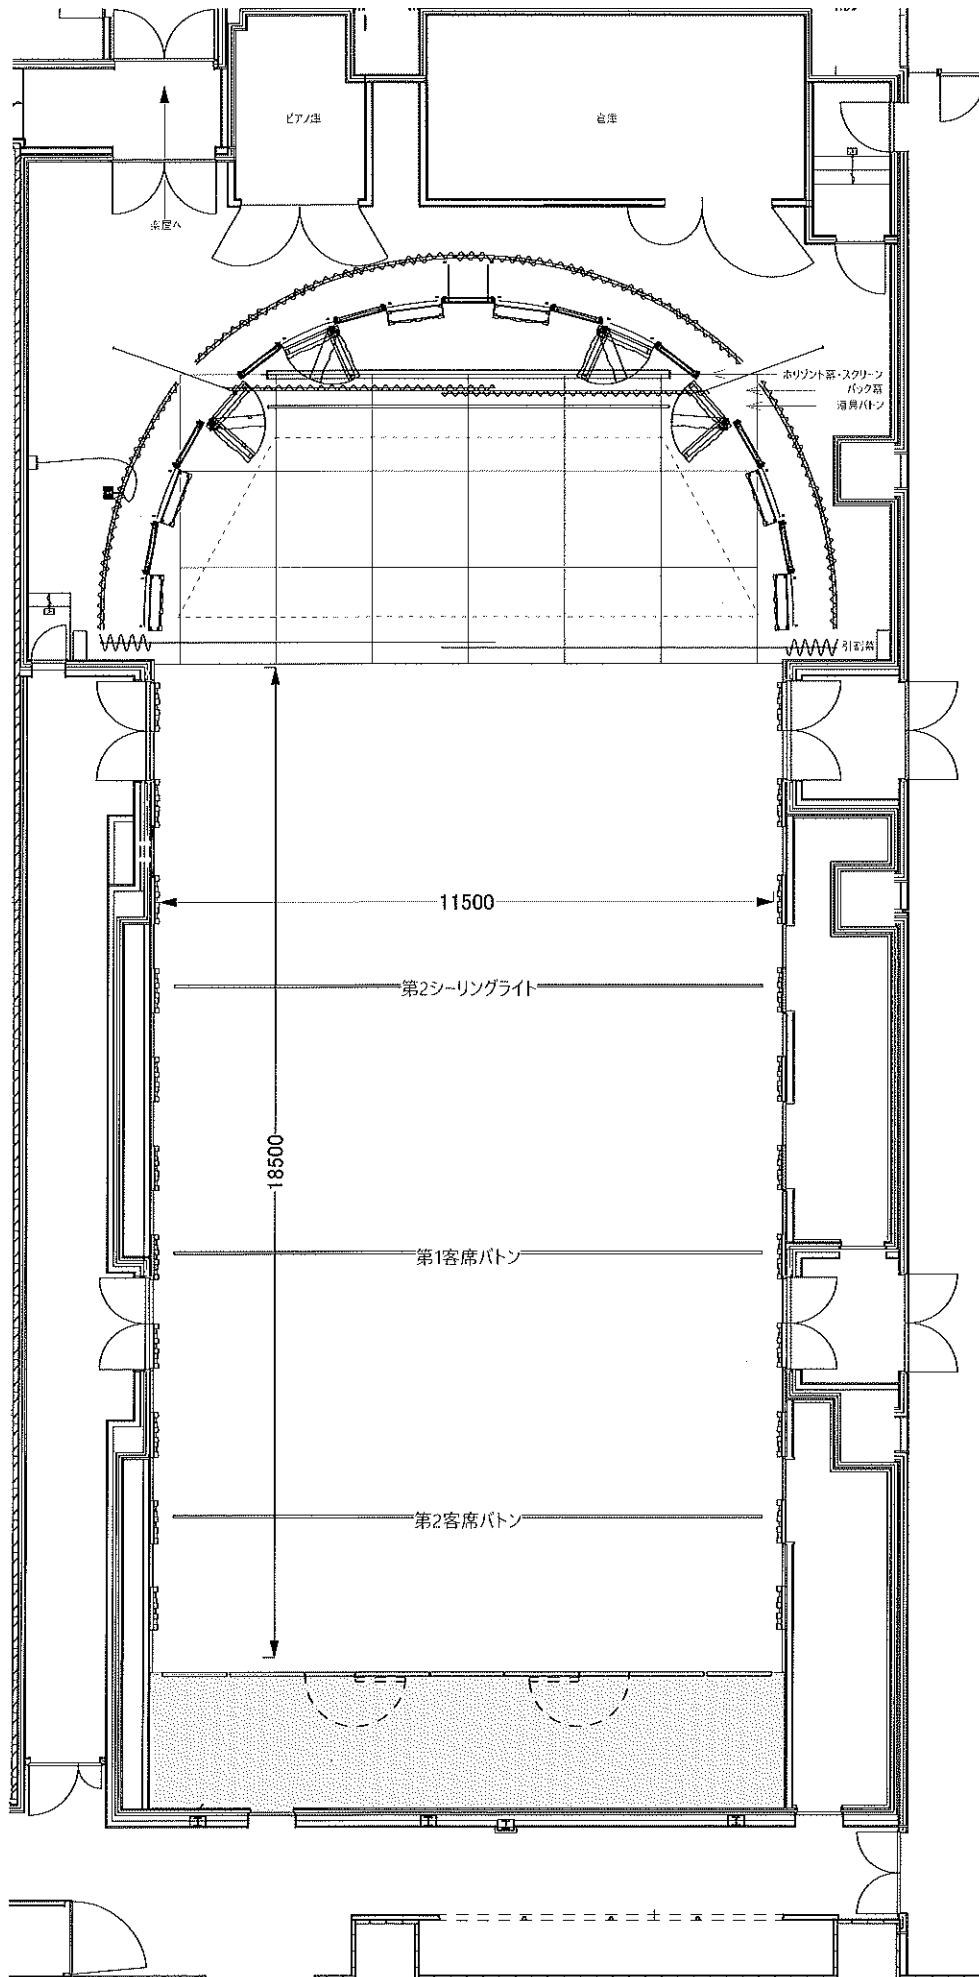 ピアノ庫
倉庫
楽屋へ
ホリゾント幕・スクリーン
バック幕
道具バトン
引割幕
11500
第2シーリングライト
18500
第1客席バトン
第2客席バトン